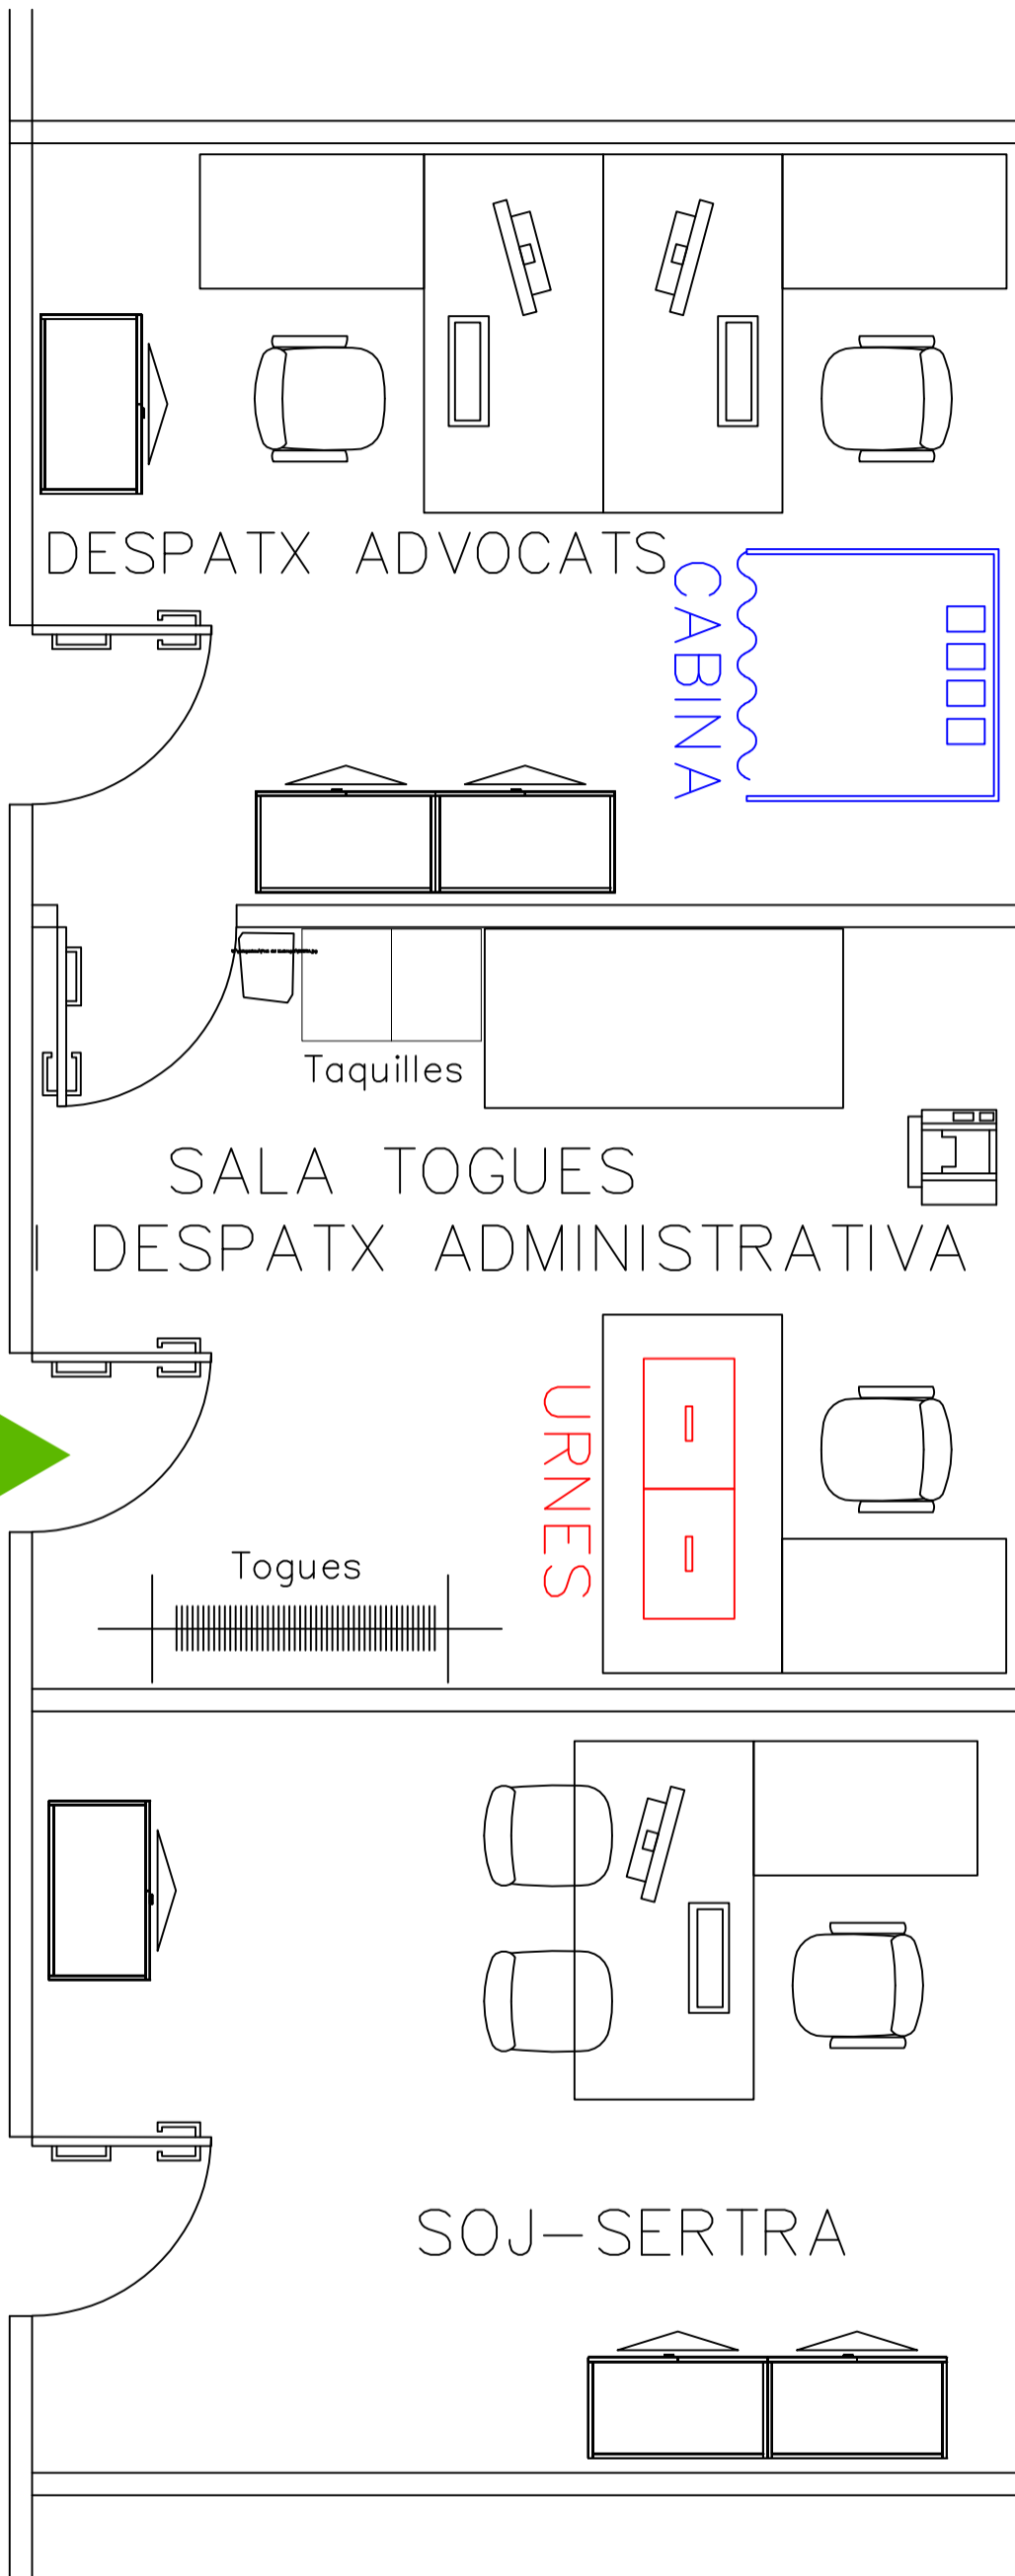 DESPATX ADVOCATS
CABINA
Taquilles
SALA TOGUES
I DESPATX ADMINISTRATIVA
URNES
Togues
SOJ-SERTRA